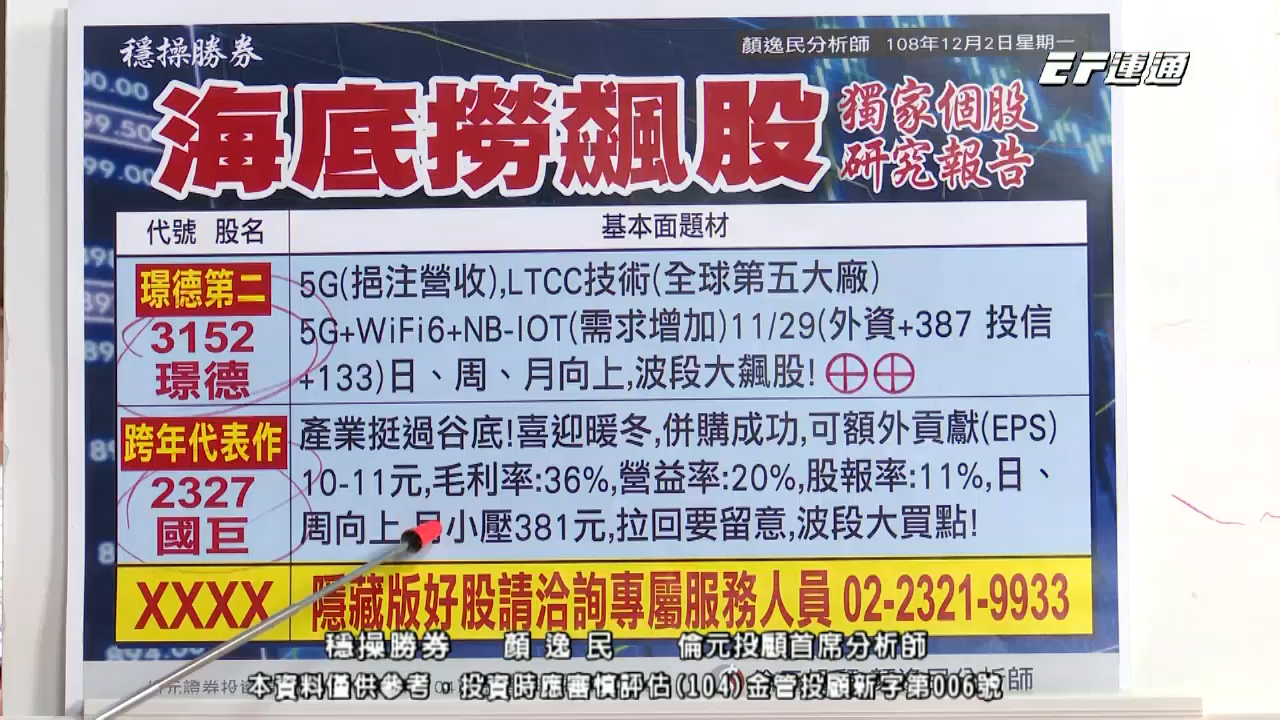 穩操勝券
顏逸民分析師 108年12月2日星期一
EF運通
海底撈飆股
獨家個股
研究報告
代號 股名
基本面題材
璟德第二
3152
璟德
5G(挹注營收),LTCC技術(全球第五大廠)
5G+WiFi6+NB-IOT(需求增加)11/29(外資+387 投信
+133)日、周、月向上,波段大飆股!
跨年代表作
2327
國巨
產業挺過谷底!喜迎暖冬,併購成功,可額外貢獻(EPS)
10-11元,毛利率:36%,營益率:20%,股報率:11%,日、
周向上,月小壓381元,拉回要留意,波段大買點!
XXXX
隱藏版好股請洽詢專屬服務人員 02-2321-9933
穩操勝券 顏逸民 倫元投顧首席分析師
本資料僅供參考，投資時應審慎評估(104)金管投顧新字第006號